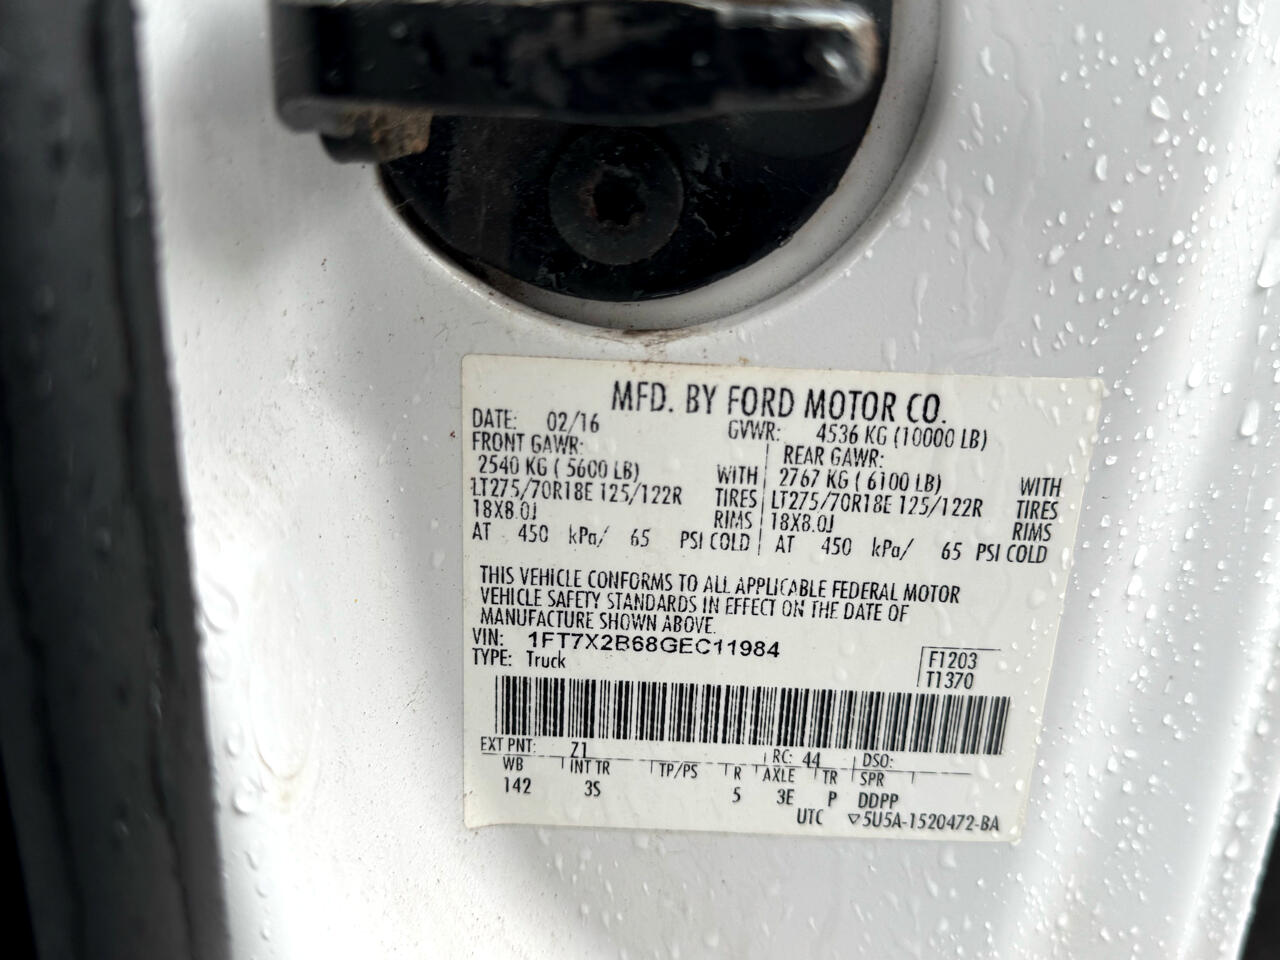 MFD. BY FORD MOTOR CO.
DATE: 02/16 GVWR: 4536 KG (10000 LB)
FRONT GAWR: REAR GAWR:
2540 KG ( 5600 LB) WITH 2767 KG ( 6100 LB) WITH
LT275/70R18E 125/122R TIRES LT275/70R18E 125/122R TIRES
18X8.0J RIMS 18X8.0J RIMS
AT 450 kPa/ 65 PSI COLD AT 450 kPa/ 65 PSI COLD
THIS VEHICLE CONFORMS TO ALL APPLICABLE FEDERAL MOTOR
VEHICLE SAFETY STANDARDS IN EFFECT ON THE DATE OF
MANUFACTURE SHOWN ABOVE.
VIN: 1FT7X2B68GEC11984
TYPE: Truck
F1203
T1370
EXT PNT: Z1 RC: 44 DSO:
WB INT TR TP/PS R AXLE TR SPR
142 3S 5 3E P DDPP
UTC ▽5U5A-1520472-BA